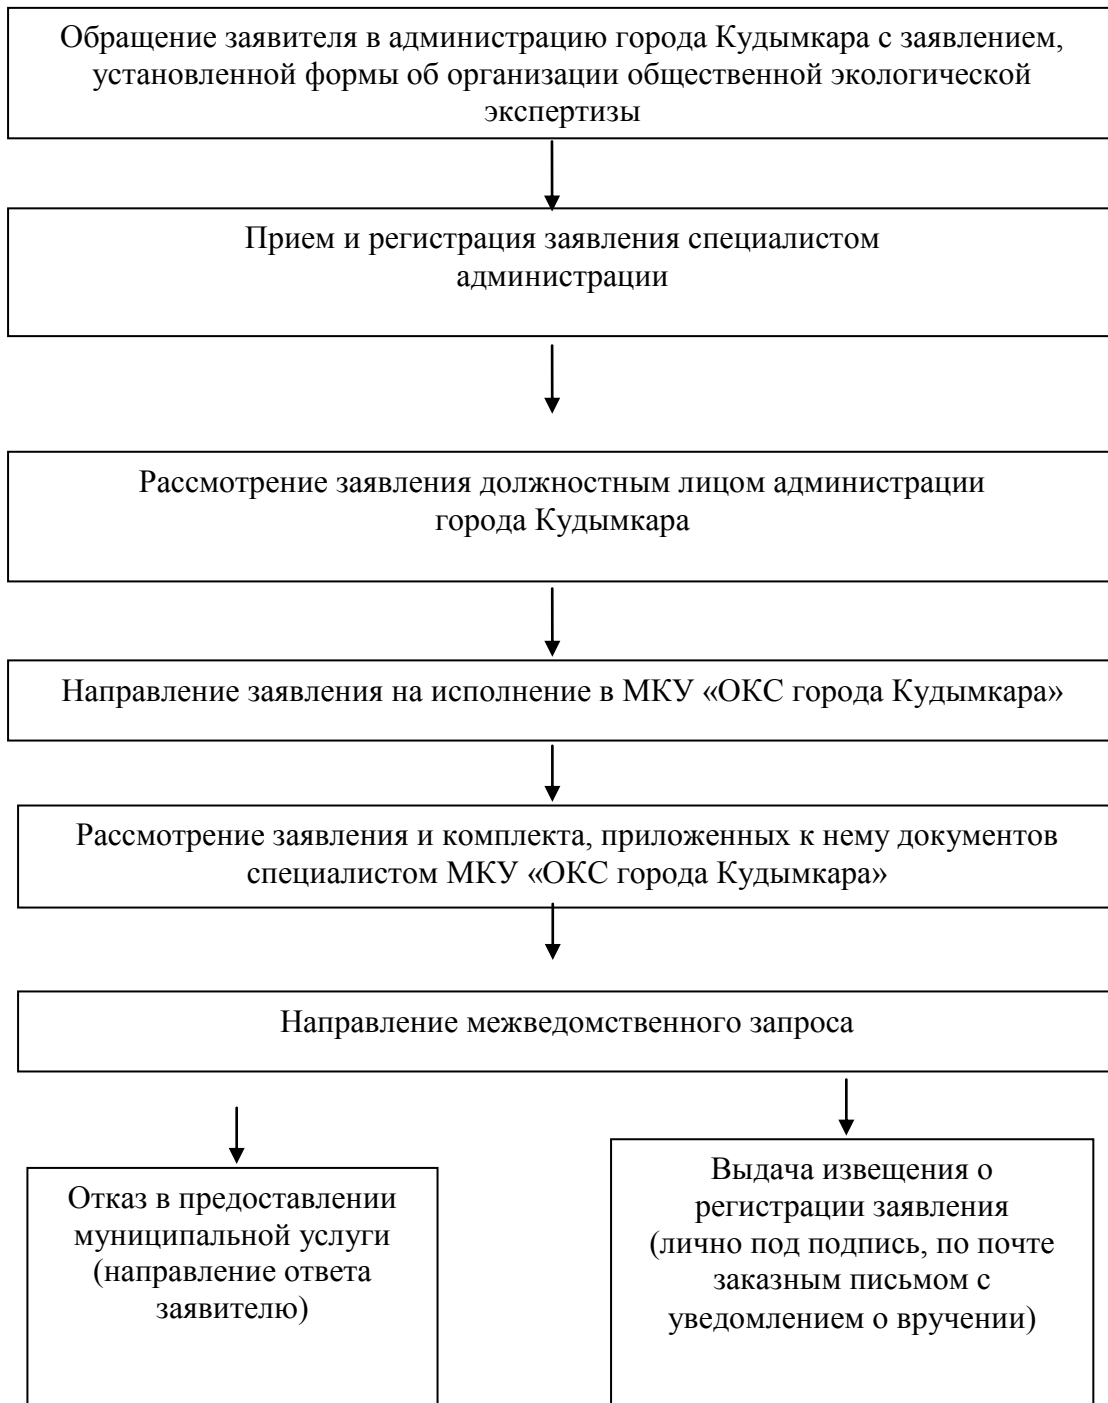 Обращение заявителя в администрацию города Кудымкара с заявлением,
установленной формы об организации общественной экологической
экспертизы
Прием и регистрация заявления специалистом
администрации
Рассмотрение заявления должностным лицом администрации
города Кудымкара
Направление заявления на исполнение в МКУ «ОКС города Кудымкара»
Рассмотрение заявления и комплекта, приложенных к нему документов
специалистом МКУ «ОКС города Кудымкара»
Направление межведомственного запроса
Отказ в предоставлении
муниципальной услуги
(направление ответа
заявителю)
Выдача извещения о
регистрации заявления
(лично под подпись, по почте
заказным письмом с
уведомлением о вручении)